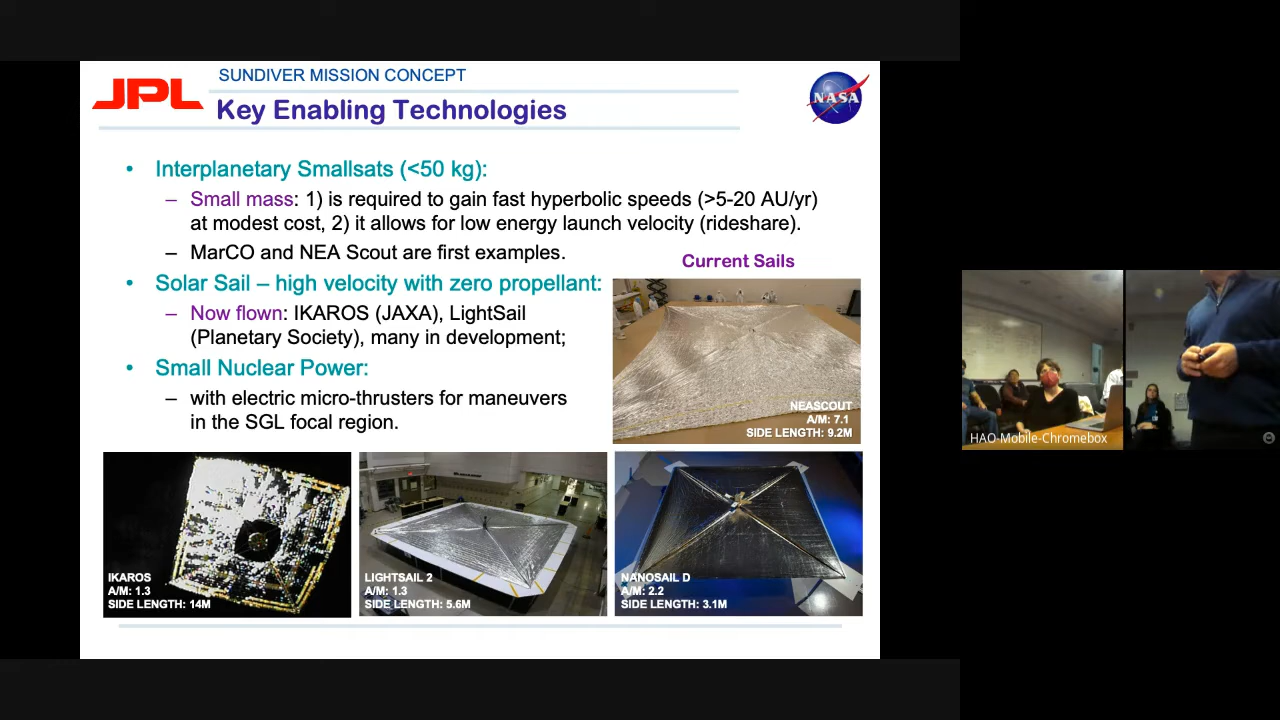 SUNDIVER MISSION CONCEPT
JPL
Key Enabling Technologies
NASA
• Interplanetary Smallsats (<50 kg):
– Small mass: 1) is required to gain fast hyperbolic speeds (>5-20 AU/yr)
at modest cost, 2) it allows for low energy launch velocity (rideshare).
– MarCO and NEA Scout are first examples.
Current Sails
• Solar Sail – high velocity with zero propellant:
– Now flown: IKAROS (JAXA), LightSail
(Planetary Society), many in development;
• Small Nuclear Power:
– with electric micro-thrusters for maneuvers
in the SGL focal region.
NEASCOUT
A/M: 7.1
SIDE LENGTH: 9.2M
IKAROS
A/M: 1.3
SIDE LENGTH: 14M
LIGHTSAIL 2
A/M: 1.3
SIDE LENGTH: 5.6M
NANOSAIL D
A/M: 2.2
SIDE LENGTH: 3.1M
HAO-Mobile-Chromebox